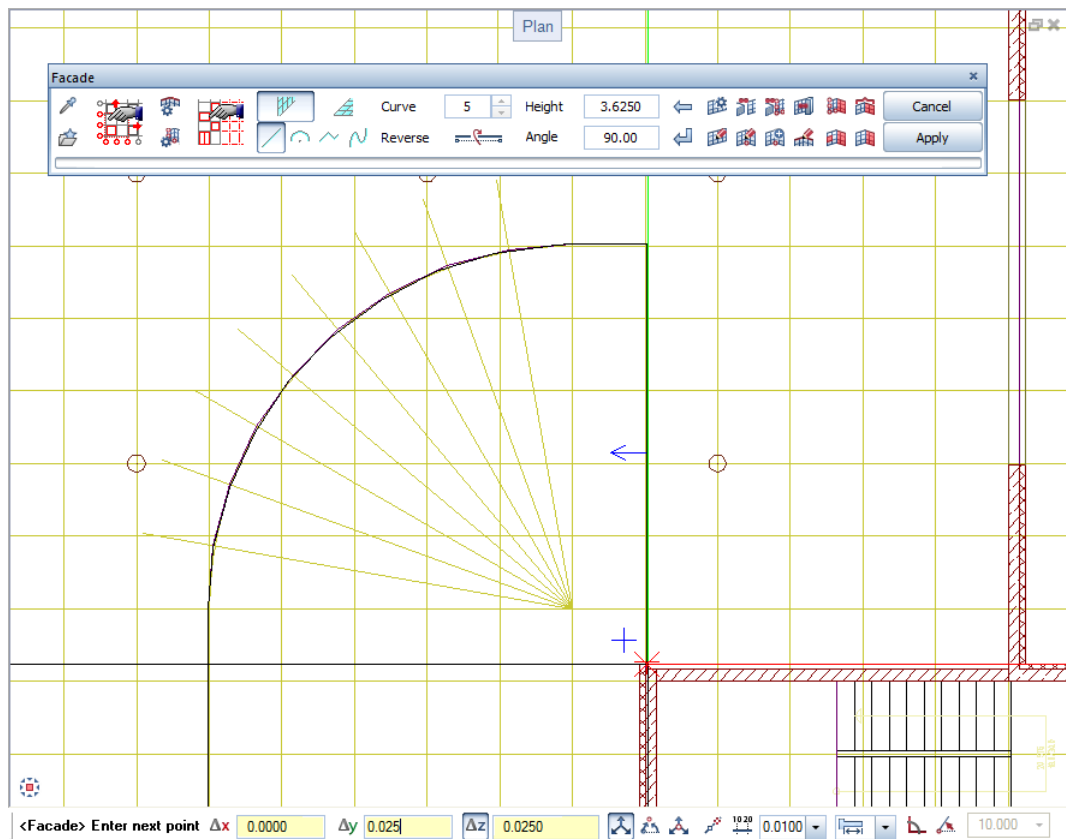 Plan
Facade
Curve 5 Height 3.6250 Cancel
Reverse Angle 90.00 Apply
<Facade> Enter next point Δx 0.0000 Δy 0.025 Δz 0.0250 1020 0.0100 10.000